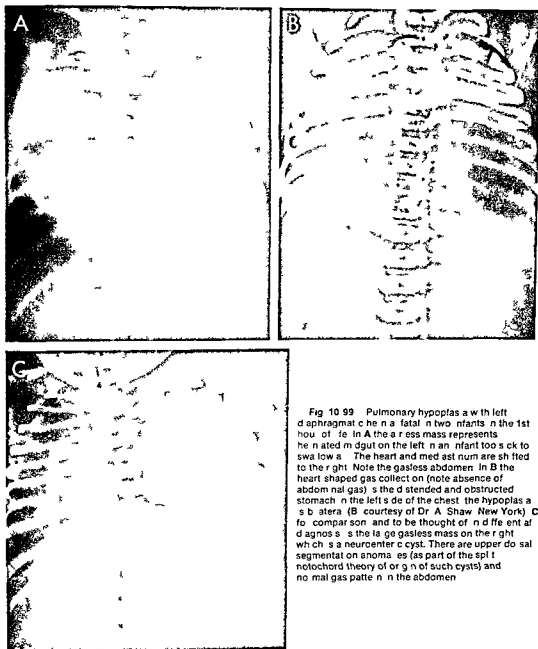 A
B
C
Fig 10 99 Pulmonary hypoplas a w th left
d aphragmat c he n a fatal n two nfants n the 1st
hou of fe In A the a r ess mass represents
he n ated m dgut on the left n an nfant too s ck to
swa low a The heart and med ast num are sh fted
to the r ght Note the gasless abdomen In B the
heart shaped gas collect on (note absence of
abdom nal gas) s the d stended and obstructed
stomach n the left s de of the chest the hypoplas a
s b atera (B courtesy of Dr A Shaw New York) C
fo compar son and to be thought of n d ffe ent al
d agnos s s the la ge gasless mass on the r ght
wh ch s a neuroenter c cyst. There are upper do sal
segmentat on anoma es (as part of the spl t
notochord theory of or g n of such cysts) and
no mal gas patte n n the abdomen